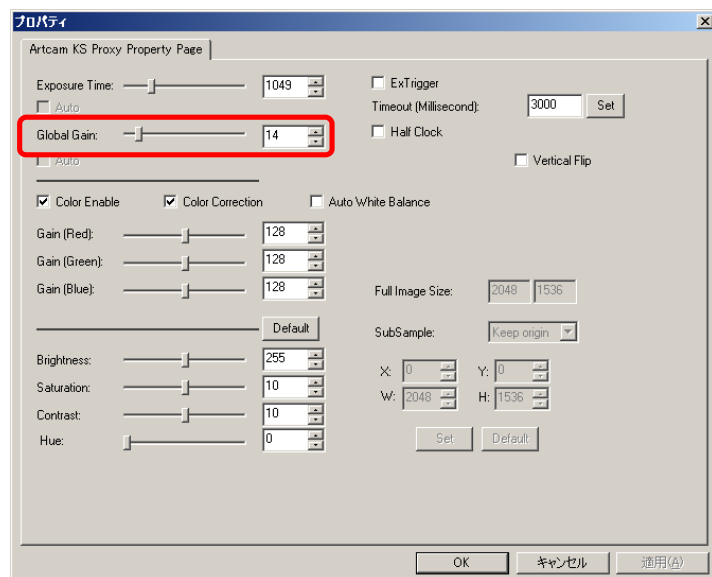 プロパティ
Artcam KS Proxy Property Page
Exposure Time: 1049
Auto
Global Gain: 14
Auto
ExTrigger
Timeout (Millisecond): 3000 Set
Half Clock
Vertical Flip
Color Enable Color Correction Auto White Balance
Gain (Red): 128
Gain (Green): 128
Gain (Blue): 128
Default
Brightness: 255
Saturation: 10
Contrast: 10
Hue: 0
Full Image Size: 2048 1536
SubSample: Keep origin
X: 0 Y: 0
W: 2048 H: 1536
Set Default
OK キャンセル 適用(A)